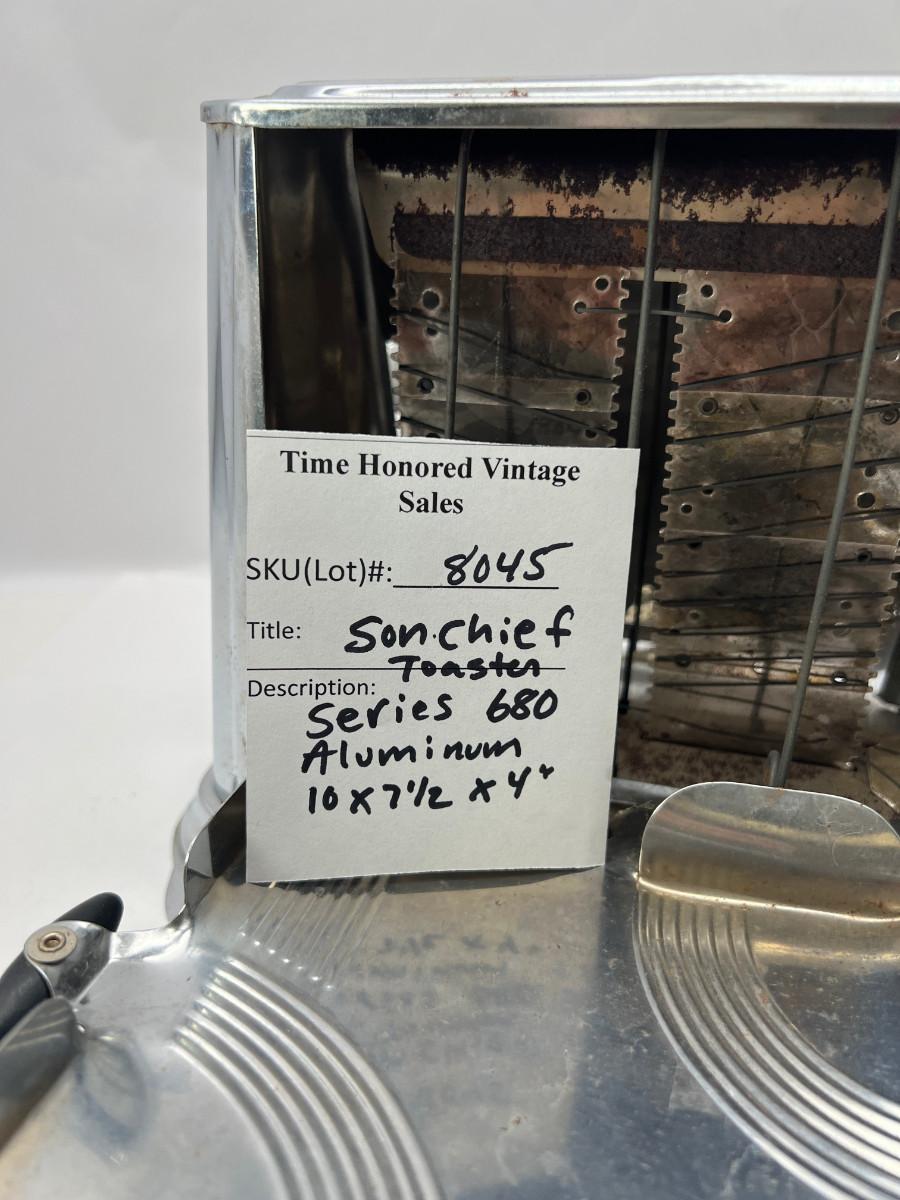 Time Honored Vintage
Sales
SKU(Lot)#: 8045
Title: Son-Chief
Toaster
Description:
Series 680
Aluminum
10 x 7 1/2 x 4"